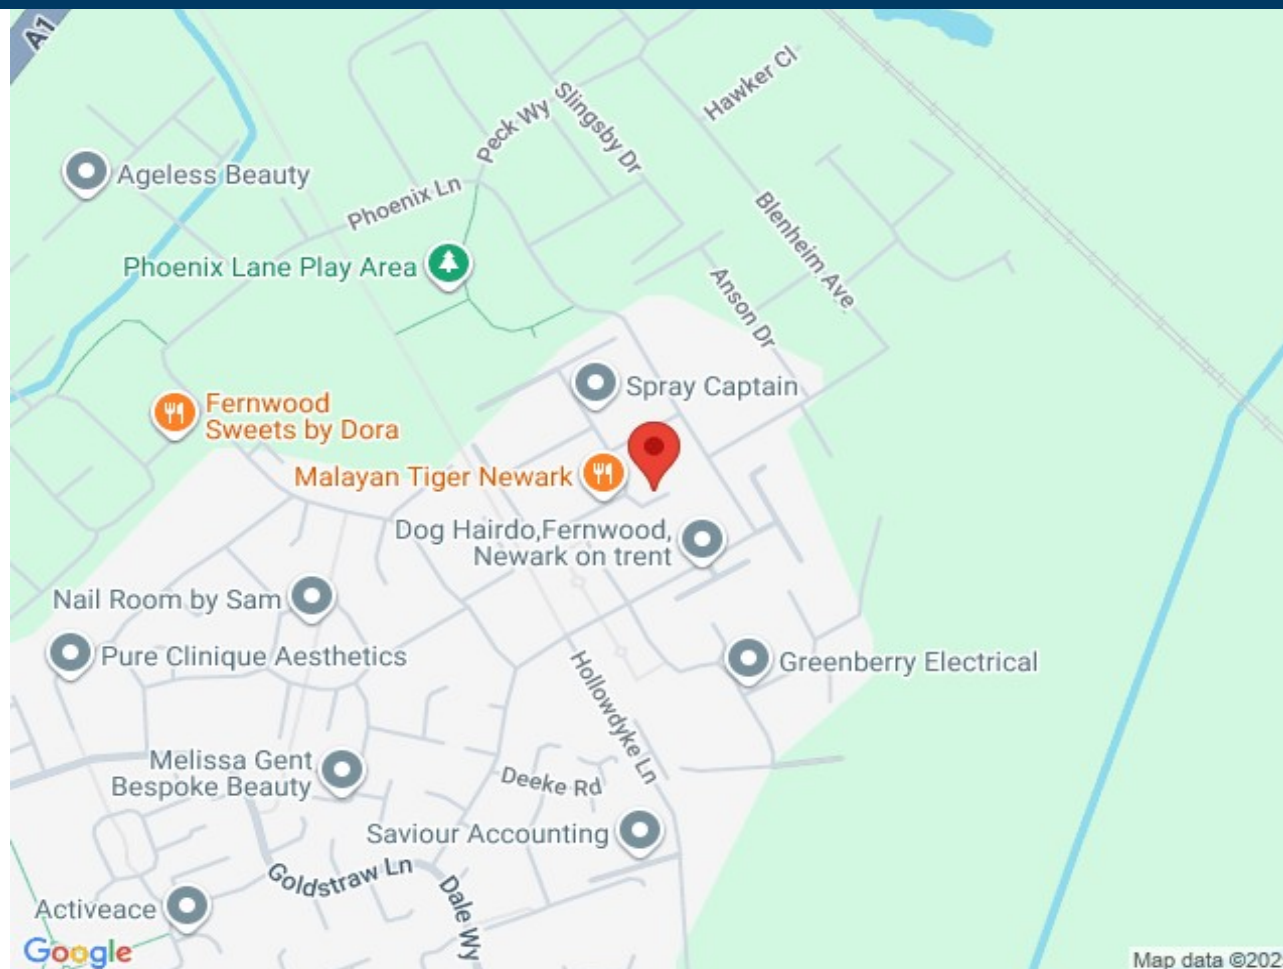 A1
Hawker Cl
Slingsby Dr
Peck Wy
Ageless Beauty
Phoenix Ln
Blenheim Ave
Phoenix Lane Play Area
Anson Dr
Spray Captain
Fernwood
Sweets by Dora
Malayan Tiger Newark
Dog Hairdo,Fernwood,
Newark on trent
Nail Room by Sam
Pure Clinique Aesthetics
Greenberry Electrical
Hollowdyke Ln
Melissa Gent
Bespoke Beauty
Deeke Rd
Saviour Accounting
Goldstraw Ln
Dale Wy
Activeace
Google
Map data ©202